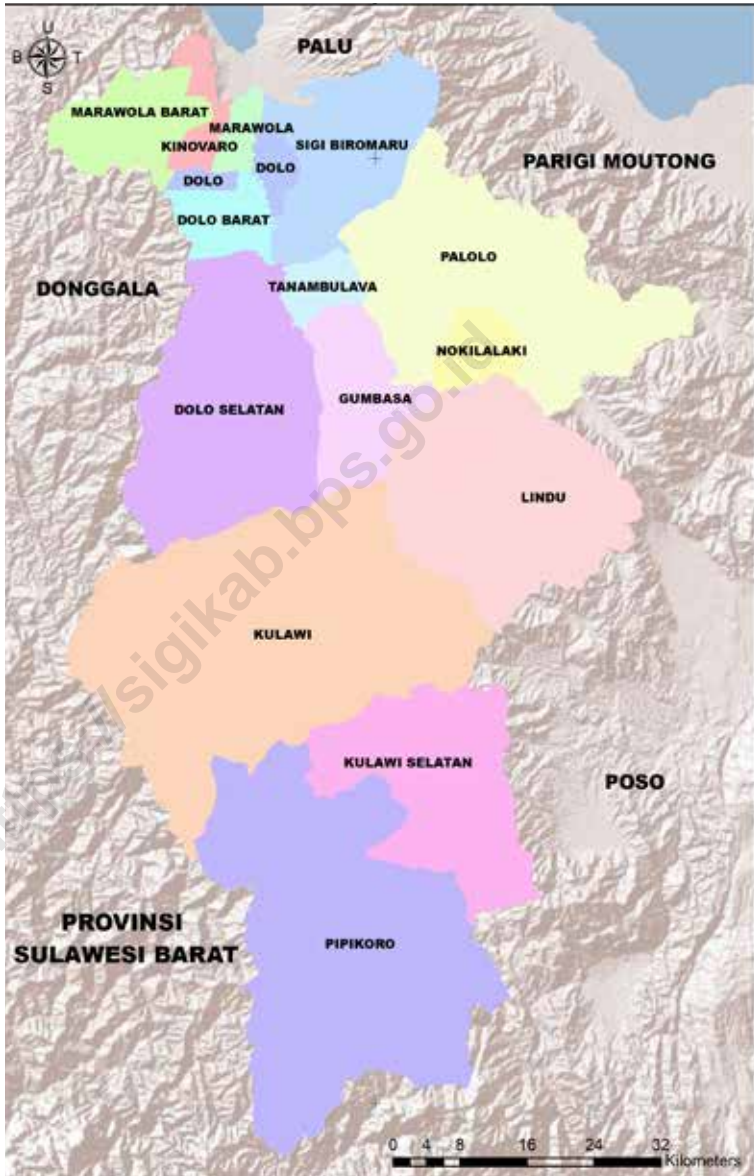 U
B T
S
PALU
MARAWOLA BARAT
MARAWOLA
KINOVARO
SIGI BIROMARU
DOLO
DOLO
PARIGI MOUTONG
DOLO BARAT
PALOLO
DONGGALA
TANAMBULAVA
NOKILALAKI
GUMBASA
DOLO SELATAN
LINDU
KULAWI
KULAWI SELATAN
POSO
PROVINSI
SULAWESI BARAT
PIPIKORO
0 4 8 16 24 32
Kilometers
/sigikab.bps.go.id